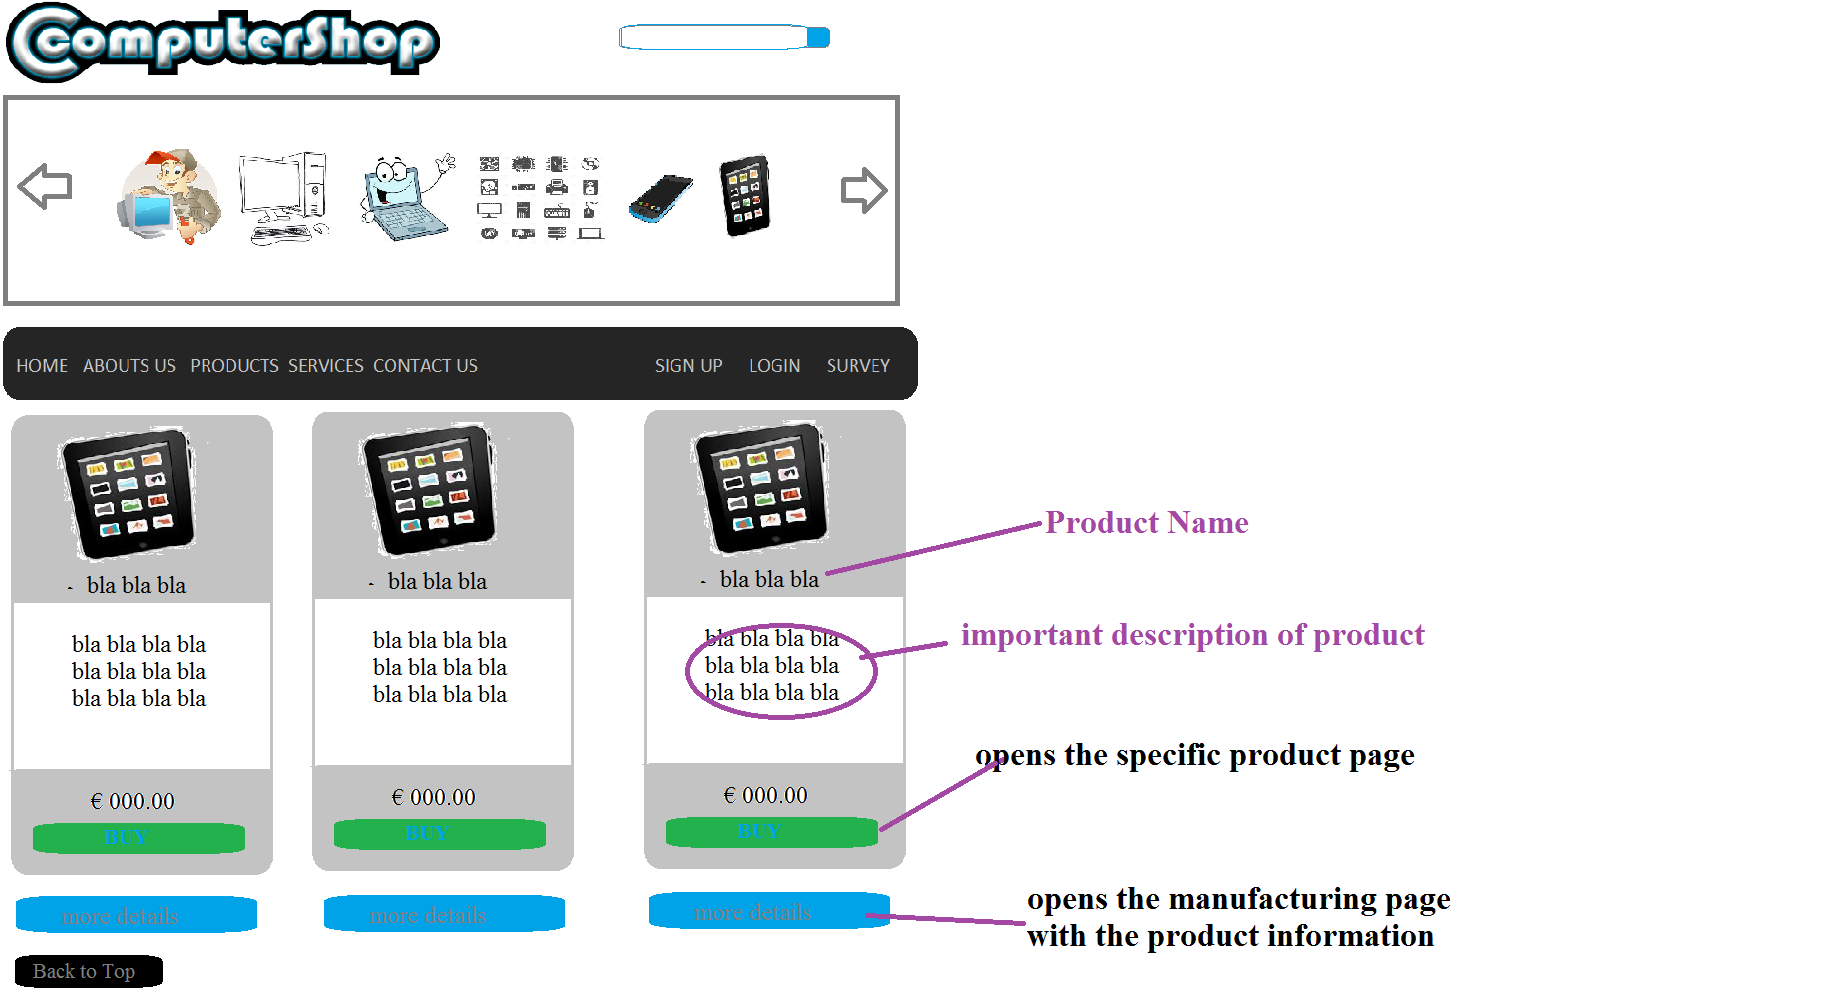 ComputerShop
HOME ABOUTS US PRODUCTS SERVICES CONTACT US SIGN UP LOGIN SURVEY
- bla bla bla
bla bla bla bla
bla bla bla bla
bla bla bla bla
€ 000.00
BUY
more details
- bla bla bla
bla bla bla bla
bla bla bla bla
bla bla bla bla
€ 000.00
BUY
more details
- bla bla bla
bla bla bla bla
bla bla bla bla
bla bla bla bla
€ 000.00
BUY
more details
Product Name
important description of product
opens the specific product page
opens the manufacturing page
with the product information
Back to Top